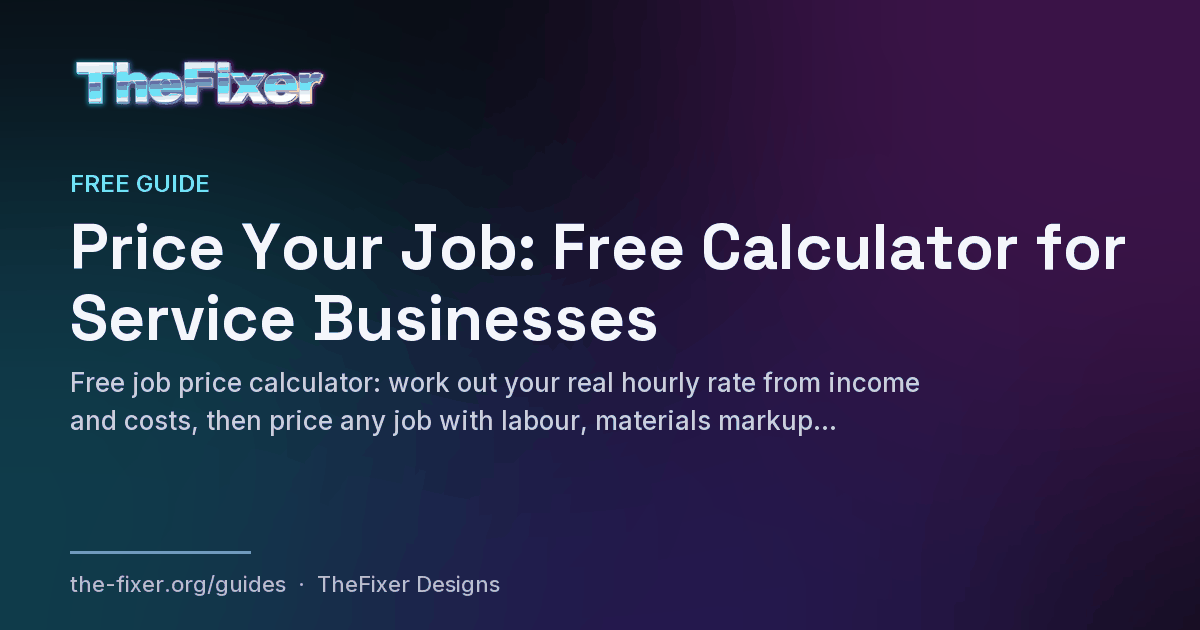 TheFixer
FREE GUIDE
Price Your Job: Free Calculator for
Service Businesses
Free job price calculator: work out your real hourly rate from income
and costs, then price any job with labour, materials markup...
the-fixer.org/guides · TheFixer Designs